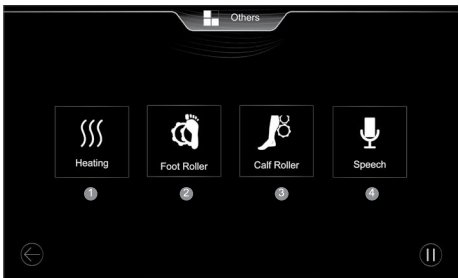 Others
Heating
Foot Roller
Calf Roller
Speech
1
2
3
4